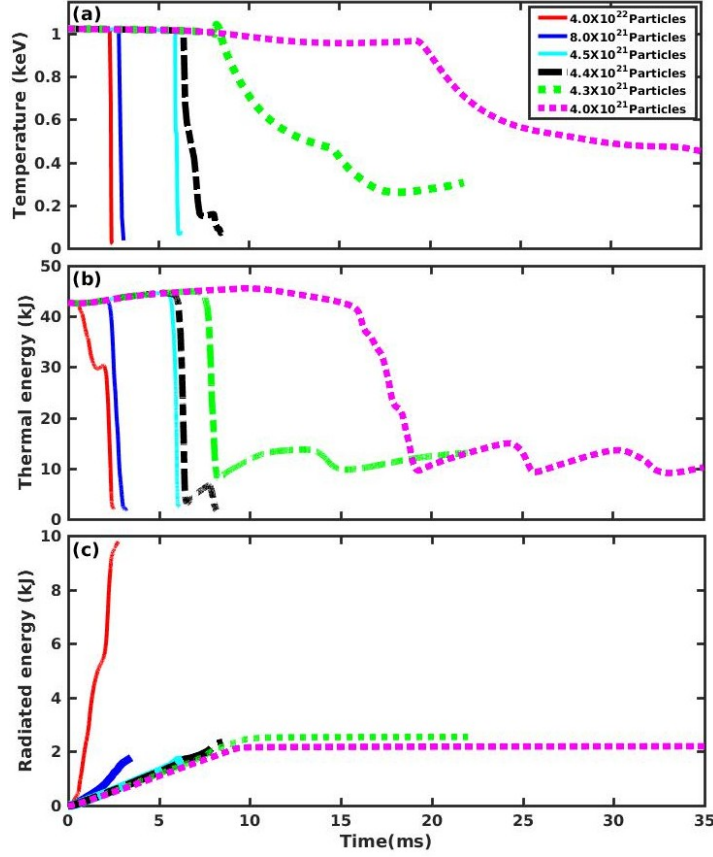 (a)
Temperature (keV)
1
0.8
0.6
0.4
0.2
0
4.0X10²²Particles
8.0X10²¹Particles
4.5X10²¹Particles
4.4X10²¹Particles
4.3X10²¹Particles
4.0X10²¹Particles
(b)
Thermal energy (kJ)
50
40
30
20
10
0
(c)
Radiated energy (kJ)
10
8
6
4
2
0
0 5 10 15 20 25 30 35
Time(ms)